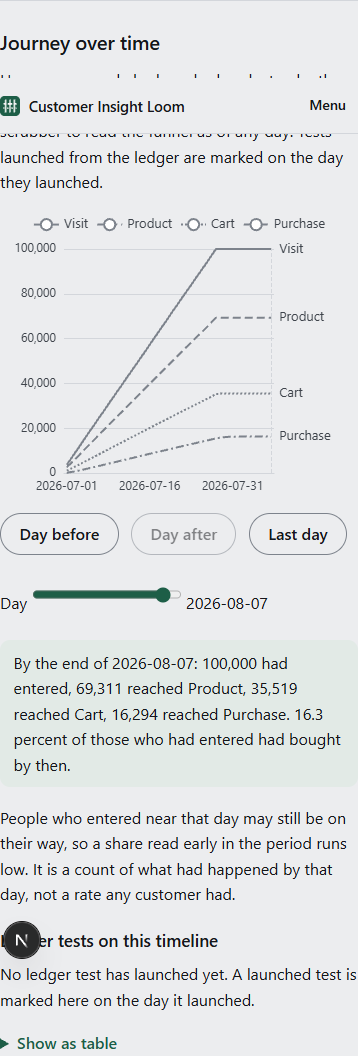 Journey over time
Customer Insight Loom
Menu
scrubber to read the funnel as of any day. Tests
launched from the ledger are marked on the day
they launched.
Visit Product Cart Purchase
100,000
80,000
60,000
40,000
20,000
0
Visit
Product
Cart
Purchase
2026-07-01 2026-07-16 2026-07-31
Day before Day after Last day
Day 2026-08-07
By the end of 2026-08-07: 100,000 had
entered, 69,311 reached Product, 35,519
reached Cart, 16,294 reached Purchase. 16.3
percent of those who had entered had bought
by then.
People who entered near that day may still be on
their way, so a share read early in the period runs
low. It is a count of what had happened by that
day, not a rate any customer had.
N
tests on this timeline
No ledger test has launched yet. A launched test is
marked here on the day it launched.
Show as table